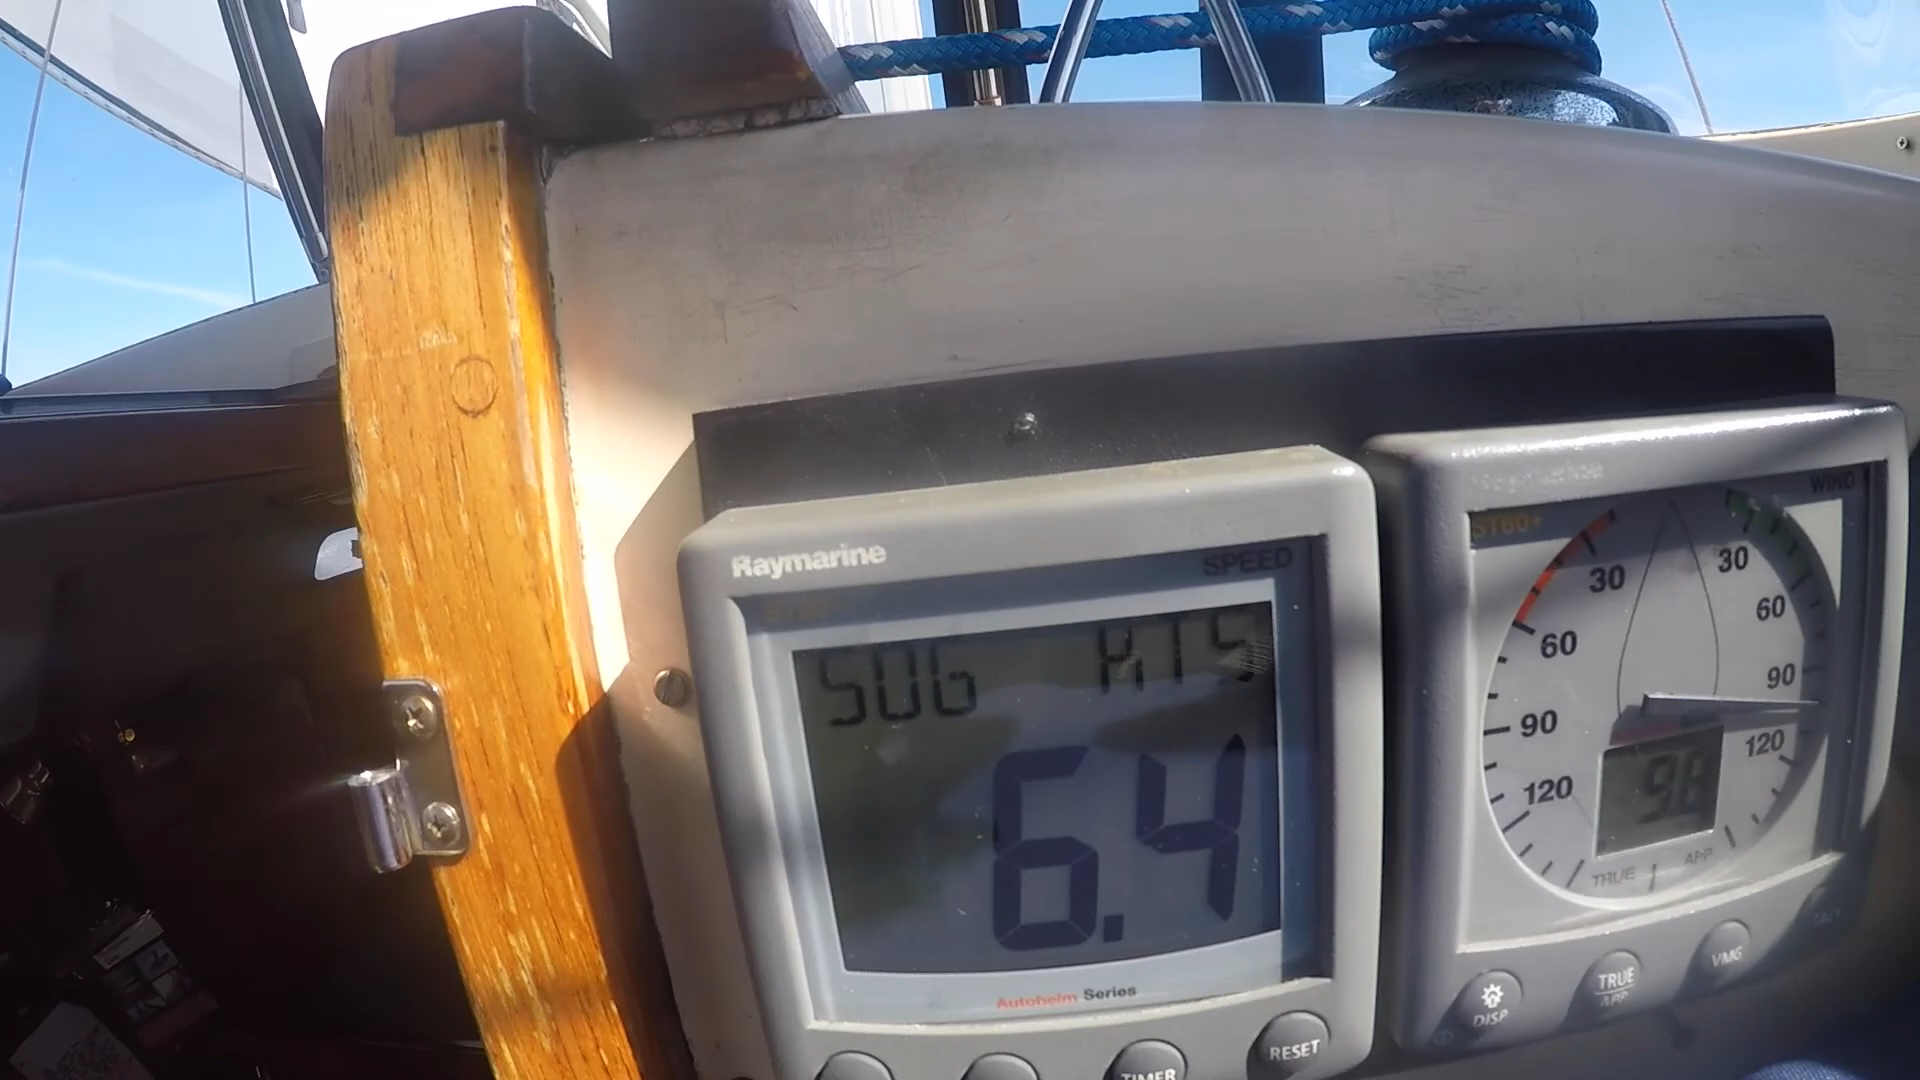 Raymarine
SPEED
SOG KTS
6.4
Autohelm Series
TIMER
RESET
WIND
ST60+
30
30
60
60
90
90
120
120
9.8
TRUE
APP
DISP
TRUE
APP
VMG